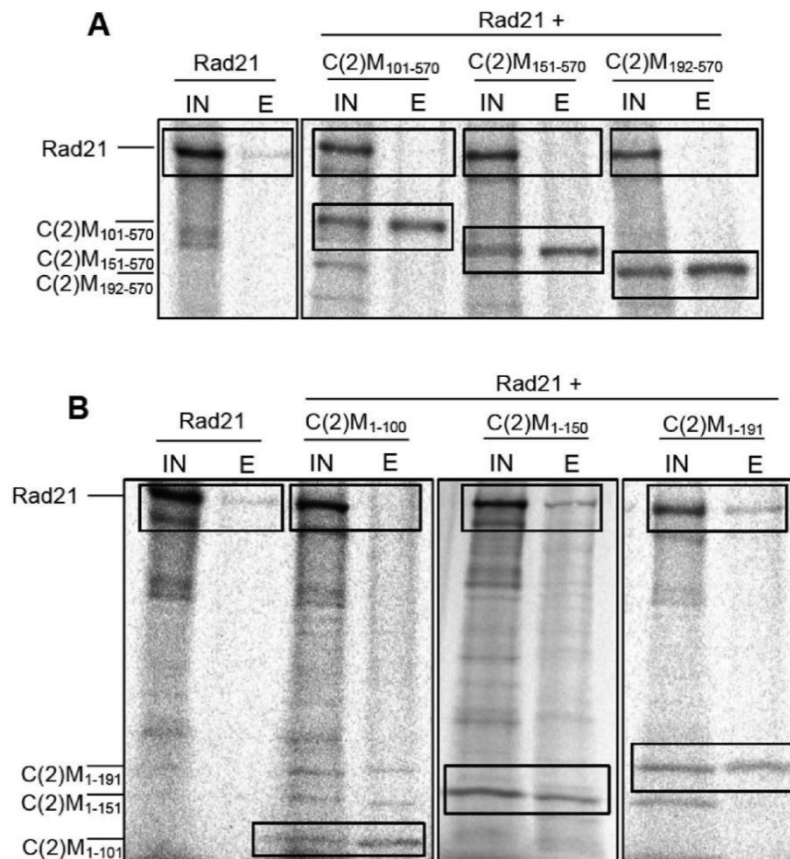 A
Rad21 +
Rad21
C(2)M101-570
C(2)M151-570
C(2)M192-570
IN E IN E IN E IN E
Rad21
C(2)M101-570
C(2)M151-570
C(2)M192-570
B
Rad21 +
Rad21
C(2)M1-100
C(2)M1-150
C(2)M1-191
IN E IN E IN E IN E
Rad21
C(2)M1-191
C(2)M1-151
C(2)M1-101